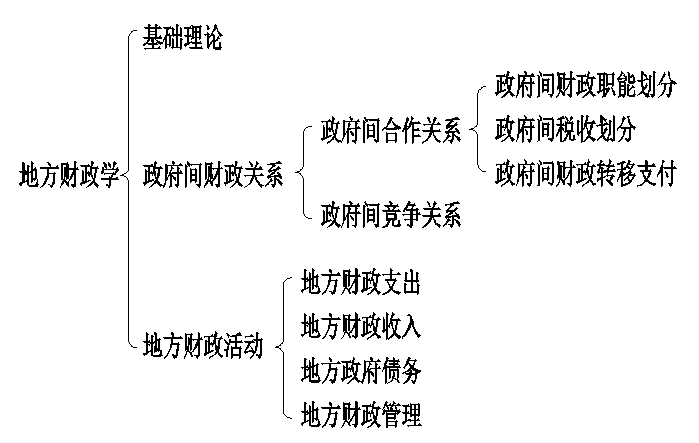 地方财政学
基础理论
政府间财政关系
政府间合作关系
政府间财政职能划分
政府间税收划分
政府间财政转移支付
政府间竞争关系
地方财政活动
地方财政支出
地方财政收入
地方政府债务
地方财政管理